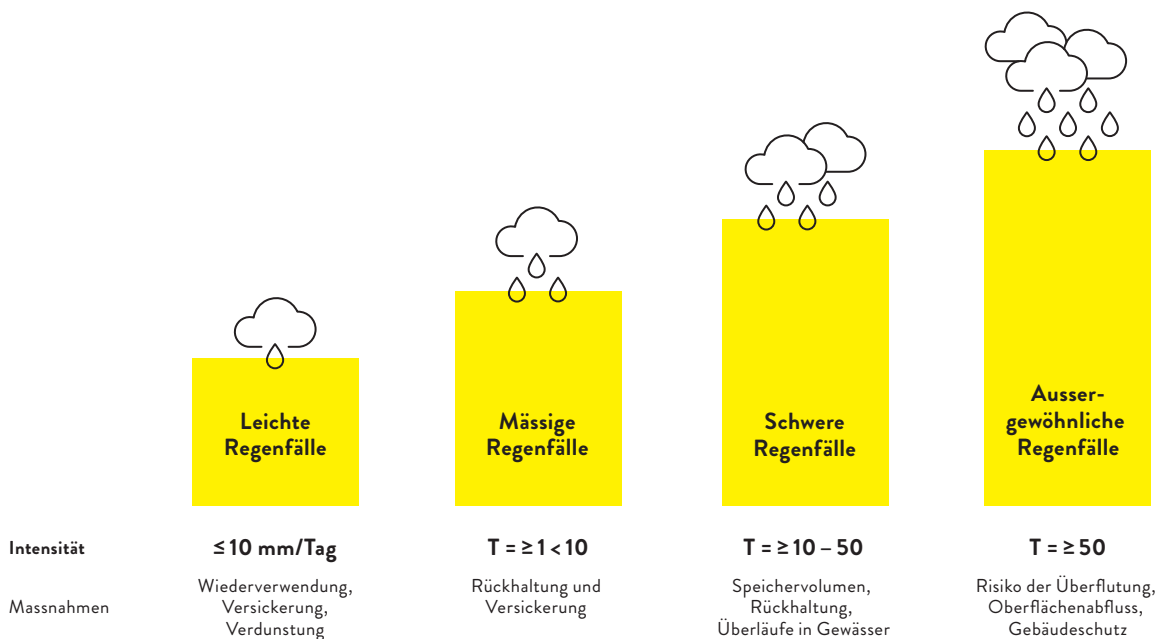 Leichte
Regenfälle
Mässige
Regenfälle
Schwere
Regenfälle
Ausser-
gewöhnliche
Regenfälle
Intensität
≤ 10 mm/Tag
T = ≥ 1 < 10
T = ≥ 10 – 50
T = ≥ 50
Massnahmen
Wiederverwendung,
Versickerung,
Verdunstung
Rückhaltung und
Versickerung
Speichervolumen,
Rückhaltung,
Überläufe in Gewässer
Risiko der Überflutung,
Oberflächenabfluss,
Gebäudeschutz